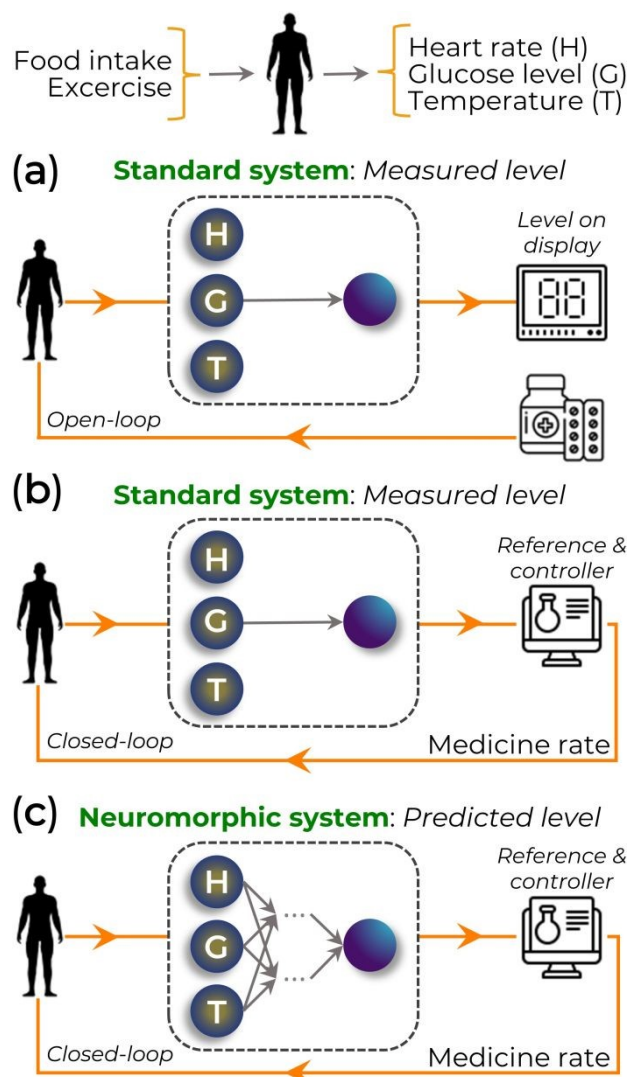 Food intake
Excercise
Heart rate (H)
Glucose level (G)
Temperature (T)
(a) Standard system: Measured level
H
G
T
Level on
display
88
i
Open-loop
(b) Standard system: Measured level
H
G
T
Reference &
controller
Closed-loop
Medicine rate
(c) Neuromorphic system: Predicted level
H
G
T
...
...
Reference &
controller
Closed-loop
Medicine rate